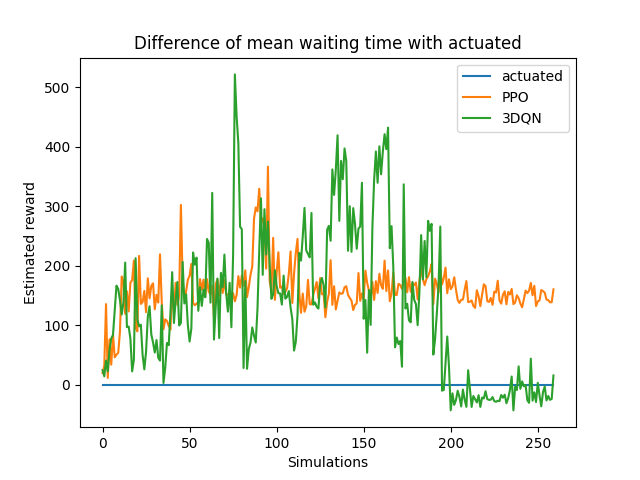 Difference of mean waiting time with actuated
actuated
PPO
3DQN
Estimated reward
500
400
300
200
100
0
0 50 100 150 200 250
Simulations